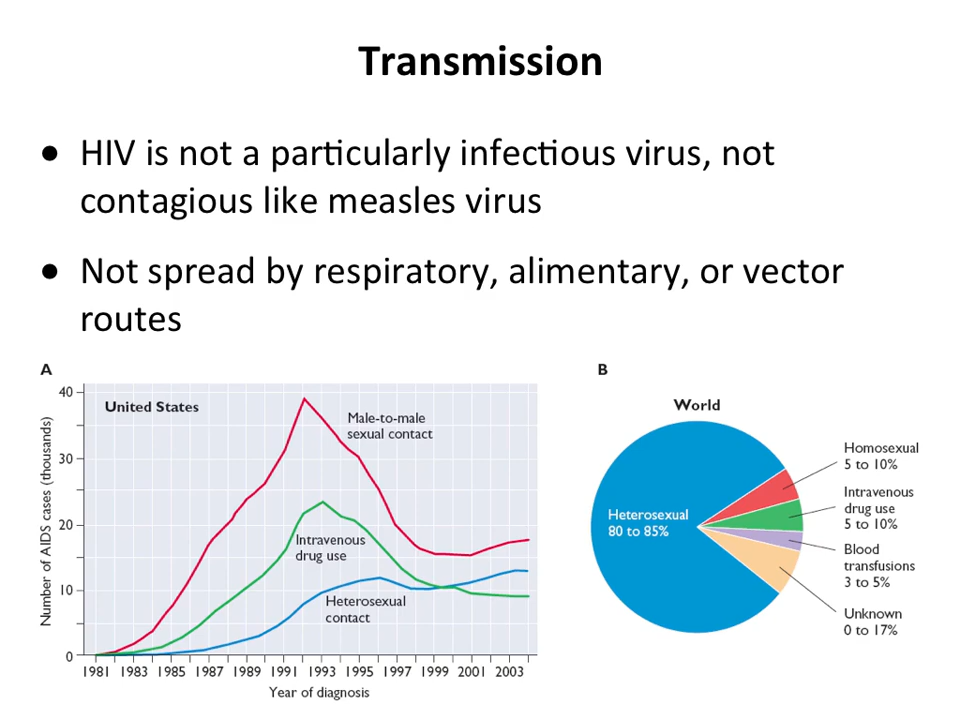 Transmission
• HIV is not a particularly infectious virus, not
contagious like measles virus
• Not spread by respiratory, alimentary, or vector
routes
A
United States
Number of AIDS cases (thousands)
40
30
20
10
0
Male-to-male
sexual contact
Intravenous
drug use
Heterosexual
contact
1981 1983 1985 1987 1989 1991 1993 1995 1997 1999 2001 2003
Year of diagnosis
B
World
Heterosexual
80 to 85%
Homosexual
5 to 10%
Intravenous
drug use
5 to 10%
Blood
transfusions
3 to 5%
Unknown
0 to 17%